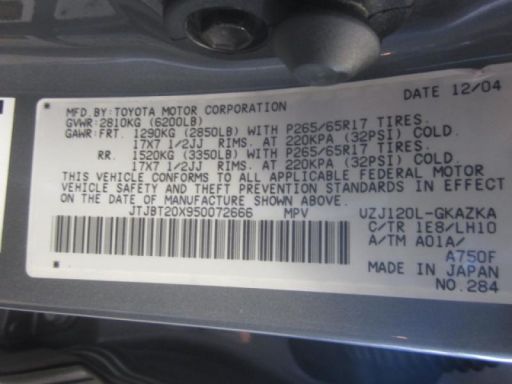 MFD.BY:TOYOTA MOTOR CORPORATION DATE 12/04
GVWR:2810KG (6200LB)
GAWR:FRT. 1290KG (2850LB) WITH P265/65R17 TIRES.
17X7 1/2JJ RIMS. AT 220KPA (32PSI) COLD.
RR. 1520KG (3350LB) WITH P265/65R17 TIRES.
17X7 1/2JJ RIMS. AT 220KPA (32PSI) COLD.
THIS VEHICLE CONFORMS TO ALL APPLICABLE FEDERAL MOTOR
VEHICLE SAFETY AND THEFT PREVENTION STANDARDS IN EFFECT
ON THE DATE OF MANUFACTURE SHOWN ABOVE.
JTJBT20X950072666 MPV UZJ120L-GKAZKA
C/TR 1E8/LH10
A/TM A01A/
A750F
MADE IN JAPAN
NO.284